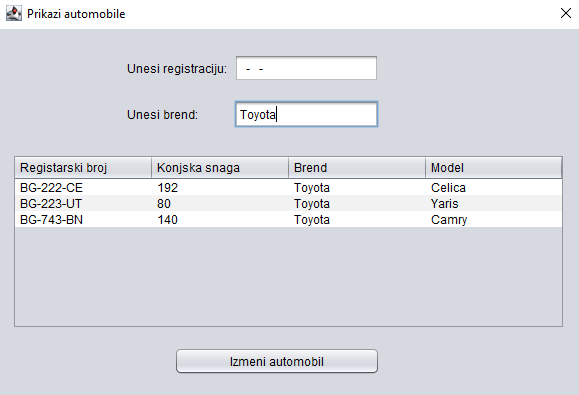 Prikazi automobile
Unesi registraciju: - -
Unesi brend: Toyota
Registarski broj Konjska snaga Brend Model
BG-222-CE 192 Toyota Celica
BG-223-UT 80 Toyota Yaris
BG-743-BN 140 Toyota Camry
Izmeni automobil